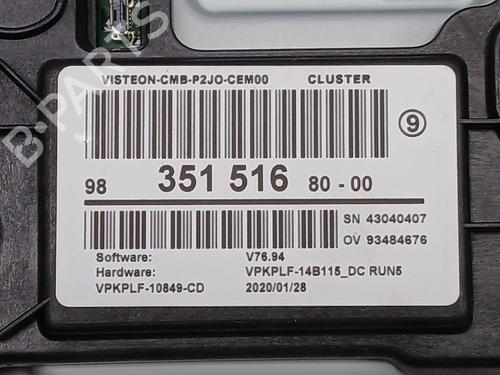 VISTEON-CMB-P2JO-CEM00 CLUSTER
9
98 351 516 80-00
SN 43040407
OV 93484676
Software: V76.94
Hardware: VPKPLF-14B115_DC RUN5
VPKPLF-10849-CD 2020/01/28
B-PARTS